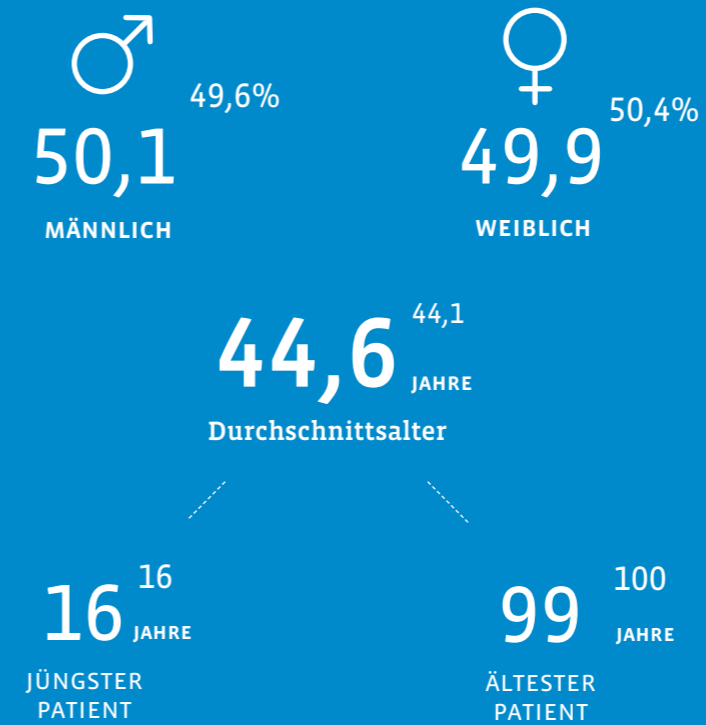 49,6%
50,1
MÄNNLICH
50,4%
49,9
WEIBLICH
44,1
44,6
JAHRE
Durchschnittsalter
16
16
JAHRE
JÜNGSTER
PATIENT
100
99
JAHRE
ÄLTESTER
PATIENT